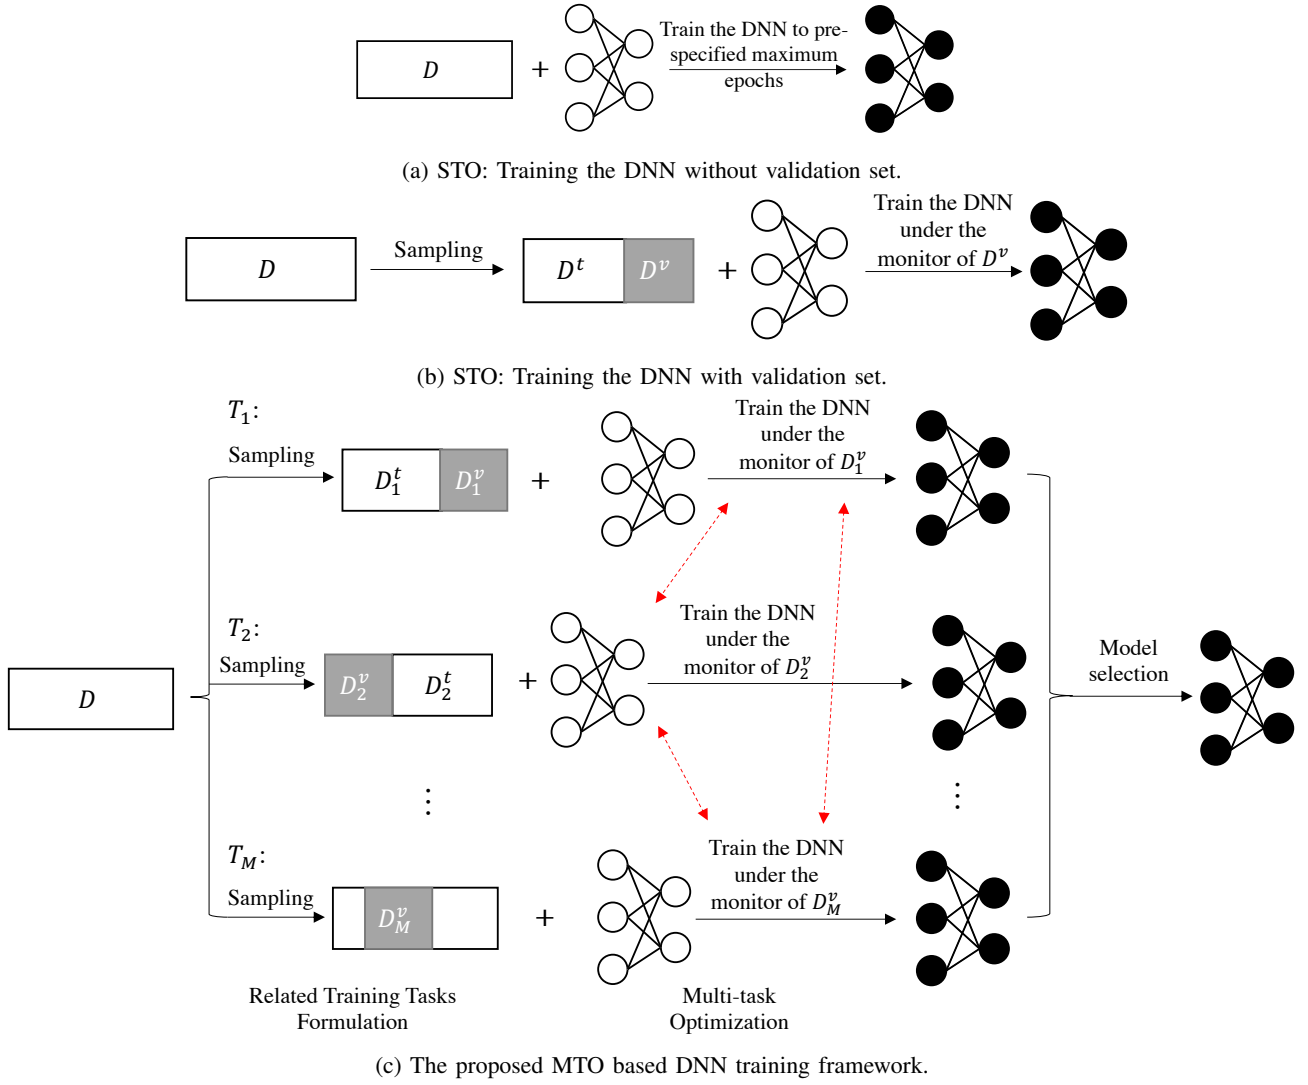 D
+
Train the DNN to pre-
specified maximum
epochs
(a) STO: Training the DNN without validation set.
D
Sampling
D^t
D^v
+
Train the DNN
under the
monitor of D^v
(b) STO: Training the DNN with validation set.
T_1:
Sampling
D_1^t
D_1^v
+
Train the DNN
under the
monitor of D_1^v
D
T_2:
Sampling
D_2^v
D_2^t
+
Train the DNN
under the
monitor of D_2^v
Model
selection
⋮
⋮
T_M:
Sampling
D_M^v
+
Train the DNN
under the
monitor of D_M^v
Related Training Tasks
Formulation
Multi-task
Optimization
(c) The proposed MTO based DNN training framework.